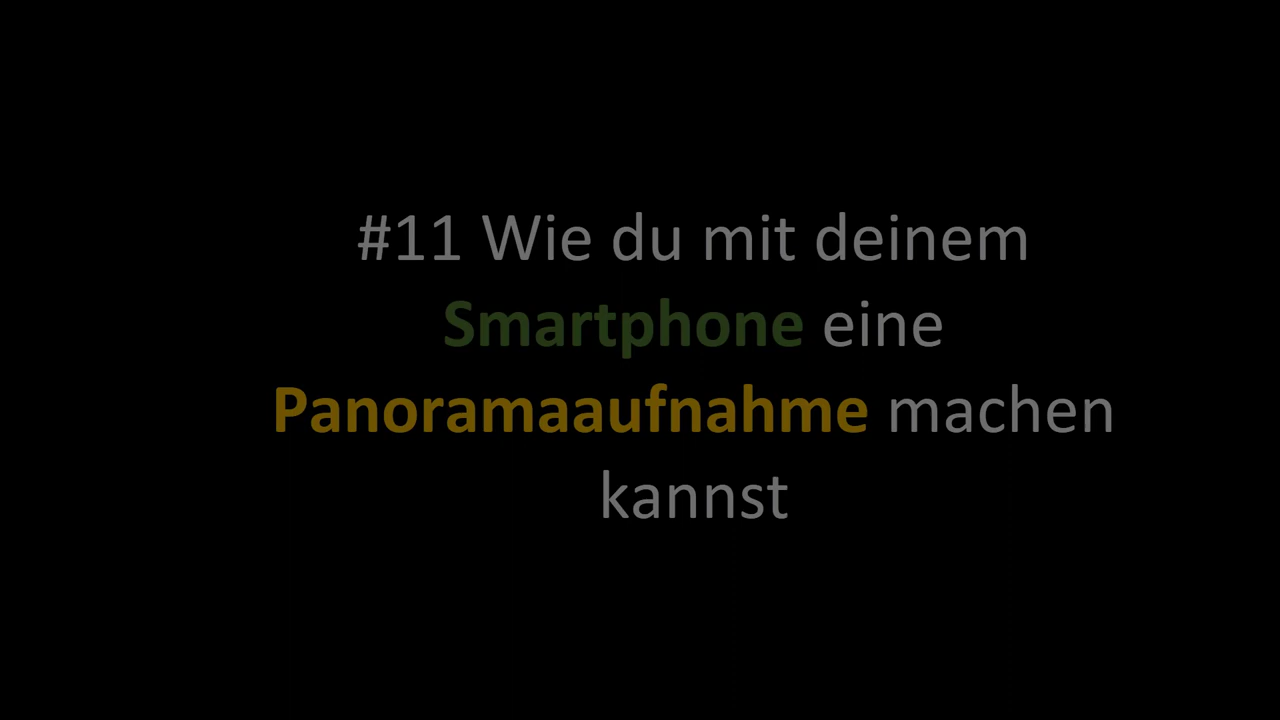 #11 Wie du mit deinem
Smartphone eine
Panoramaaufnahme machen
kannst